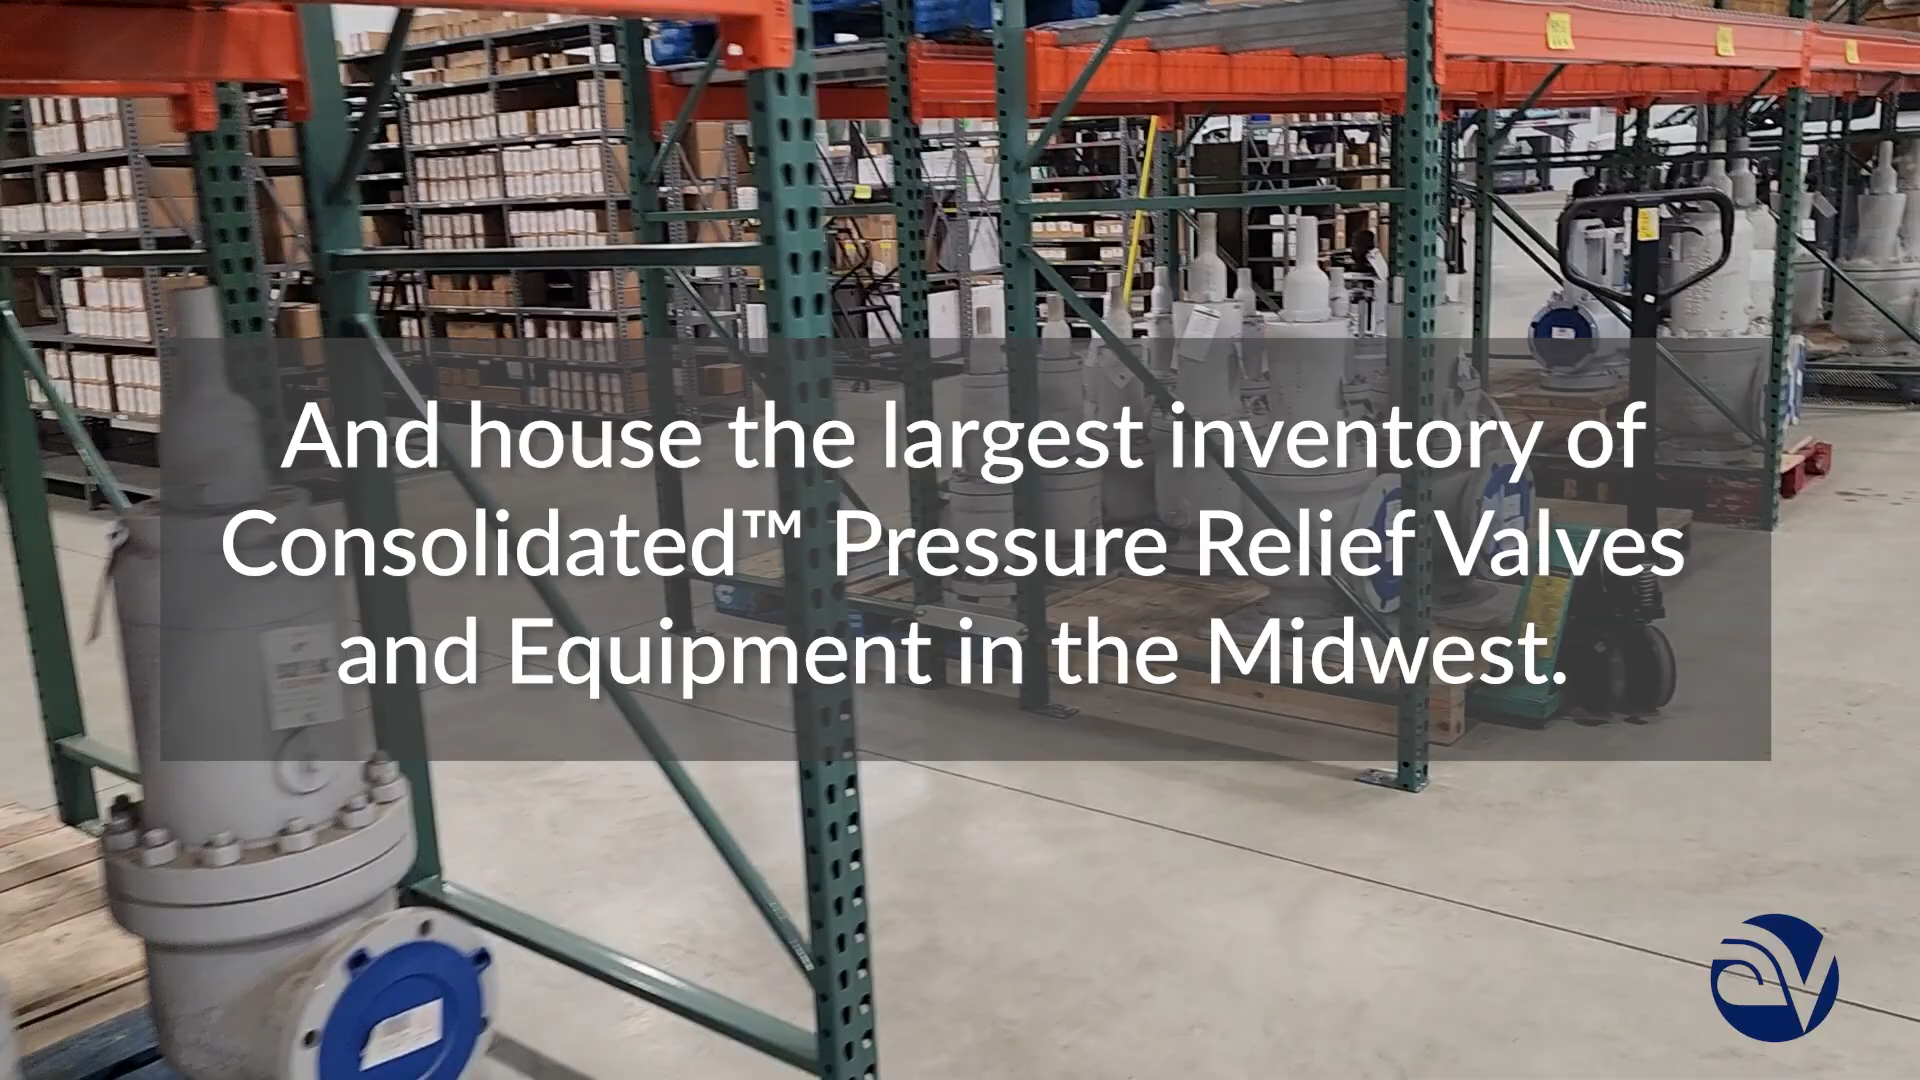 And house the largest inventory of
Consolidated™ Pressure Relief Valves
and Equipment in the Midwest.